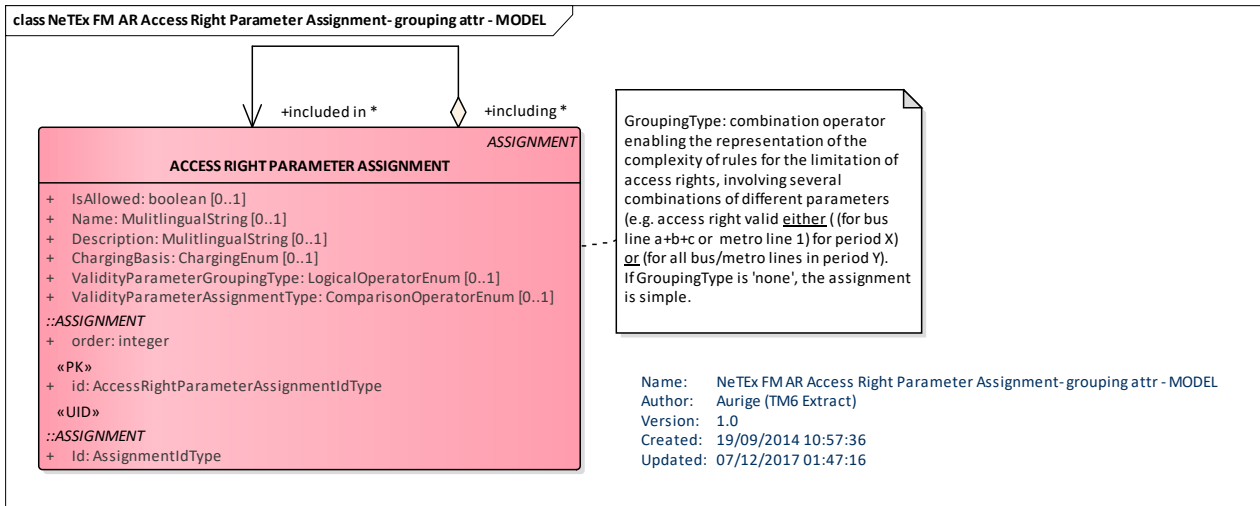 class NeTEx FM AR Access Right Parameter Assignment- grouping attr - MODEL
+included in *
+including *
ASSIGNMENT
ACCESS RIGHT PARAMETER ASSIGNMENT
+ IsAllowed: boolean [0..1]
+ Name: MulitlingualString [0..1]
+ Description: MulitlingualString [0..1]
+ ChargingBasis: ChargingEnum [0..1]
+ ValidityParameterGroupingType: LogicalOperatorEnum [0..1]
+ ValidityParameterAssignmentType: ComparisonOperatorEnum [0..1]
::ASSIGNMENT
+ order: integer
«PK»
+ id: AccessRightParameterAssignmentIdType
«UID»
::ASSIGNMENT
+ Id: AssignmentIdType
GroupingType: combination operator
enabling the representation of the
complexity of rules for the limitation of
access rights, involving several
combinations of different parameters
(e.g. access right valid either ( (for bus
line a+b+c or metro line 1) for period X)
or (for all bus/metro lines in period Y).
If GroupingType is 'none', the assignment
is simple.
Name: NeTEx FM AR Access Right Parameter Assignment- grouping attr - MODEL
Author: Aurige (TM6 Extract)
Version: 1.0
Created: 19/09/2014 10:57:36
Updated: 07/12/2017 01:47:16